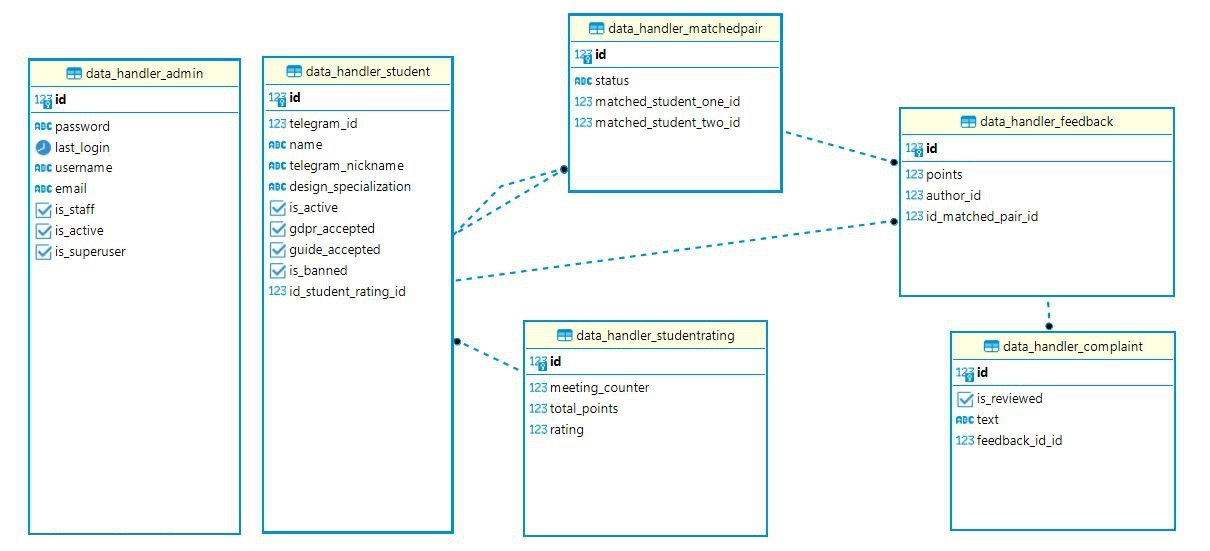 data_handler_admin
123 id
ABC password
last_login
ABC username
ABC email
is_staff
is_active
is_superuser
data_handler_student
123 id
123 telegram_id
ABC name
ABC telegram_nickname
ABC design_specialization
is_active
gdpr_accepted
guide_accepted
is_banned
123 id_student_rating_id
data_handler_matchedpair
123 id
ABC status
123 matched_student_one_id
123 matched_student_two_id
data_handler_studentrating
123 id
123 meeting_counter
123 total_points
123 rating
data_handler_feedback
123 id
123 points
123 author_id
123 id_matched_pair_id
data_handler_complaint
123 id
is_reviewed
ABC text
123 feedback_id_id